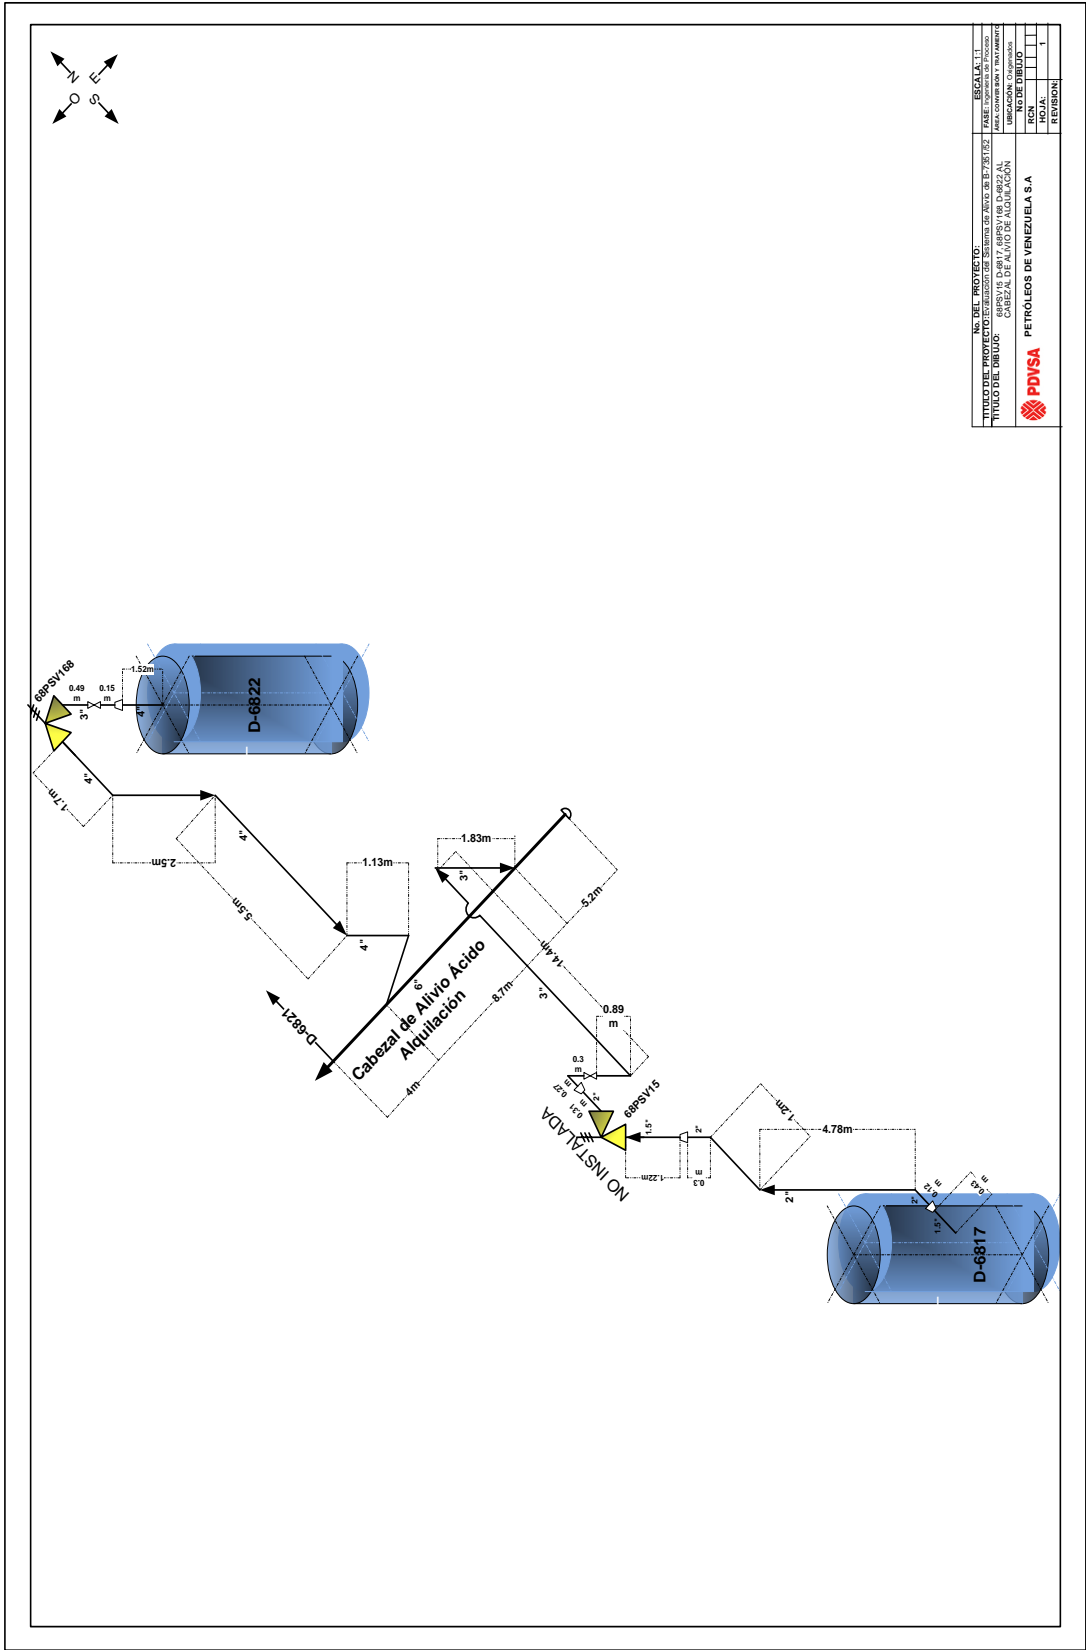 N
E
O
S
No. DEL PROYECTO:
ESCALA: 1:1
TITULO DEL PROYECTO: Evaluación del Sistema de Alivio de B-7351/52
FASE: Ingeniería de Proceso
TITULO DEL DIBUJO: 68PSV15 D-6817, 68PSV168 D-6822 AL
CABEZAL DE ALIVIO DE ALQUILACIÓN
ÁREA: CONVERSIÓN Y TRATAMIENTO
UBICACIÓN: Oxigenados
No DE DIBUJO
RCN
HOJA: 1
REVISION:
PDVSA
PETRÓLEOS DE VENEZUELA S.A
68PSV168
0.49
m
0.15
m
1.52m
3"
4"
D-6822
1.7m
4"
2.5m
4"
5.5m
1.13m
4"
1.83m
3"
5.2m
14.4m
6"
Cabezal de Alivio Ácido
Alquilación
8.7m
3"
D-6821
4m
0.89
m
0.3
m
0.27
m
0.31
m
2"
68PSV15
NO INSTALADA
1.5"
2"
1.22m
0.3
m
1.2m
4.78m
2"
2"
0.12
m
0.43
m
1.5"
D-6817